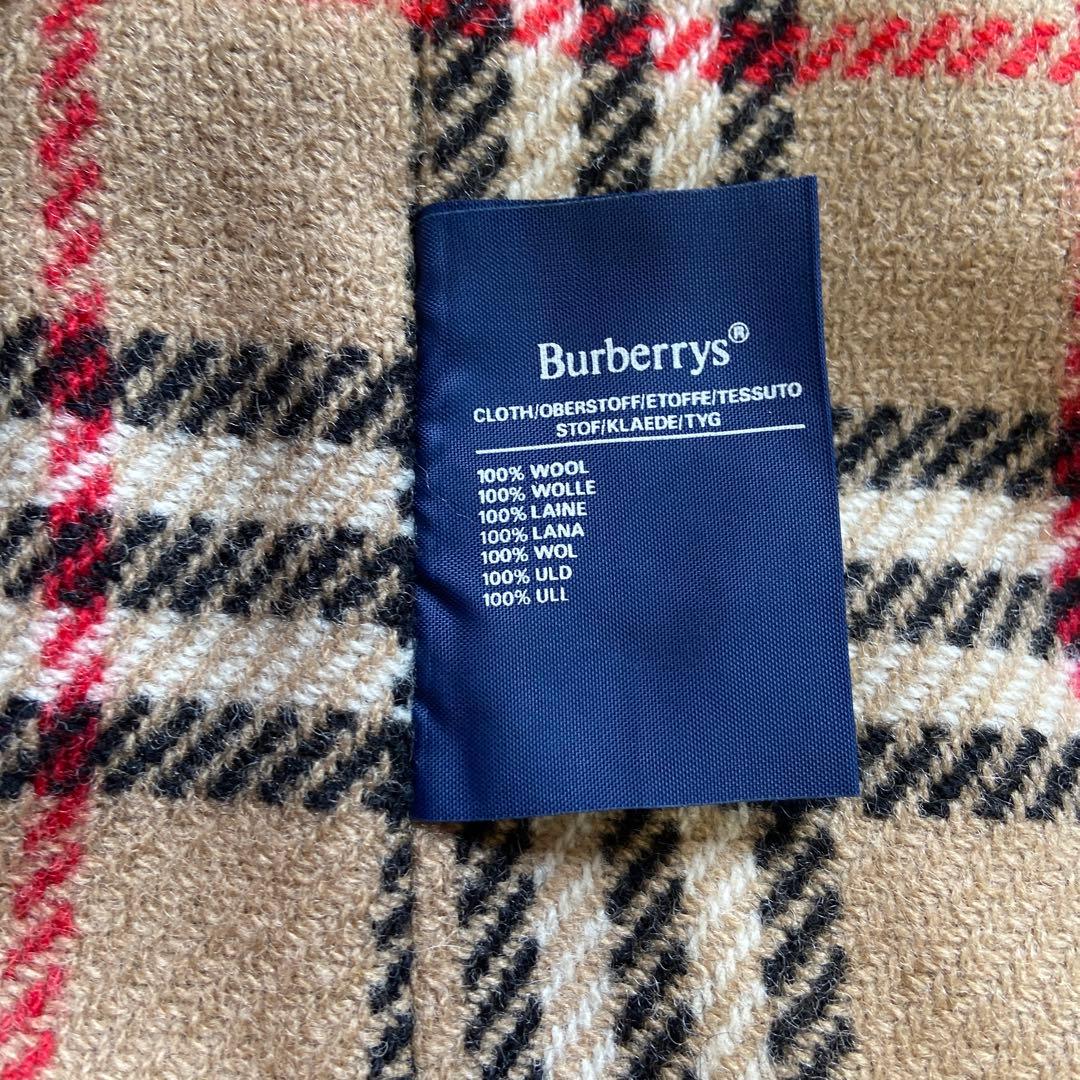 Burberrys®
CLOTH/OBERSTOFF/ETOFFE/TESSUTO
STOF/KLAEDE/TYG
100% WOOL
100% WOLLE
100% LAINE
100% LANA
100% WOL
100% ULD
100% ULL